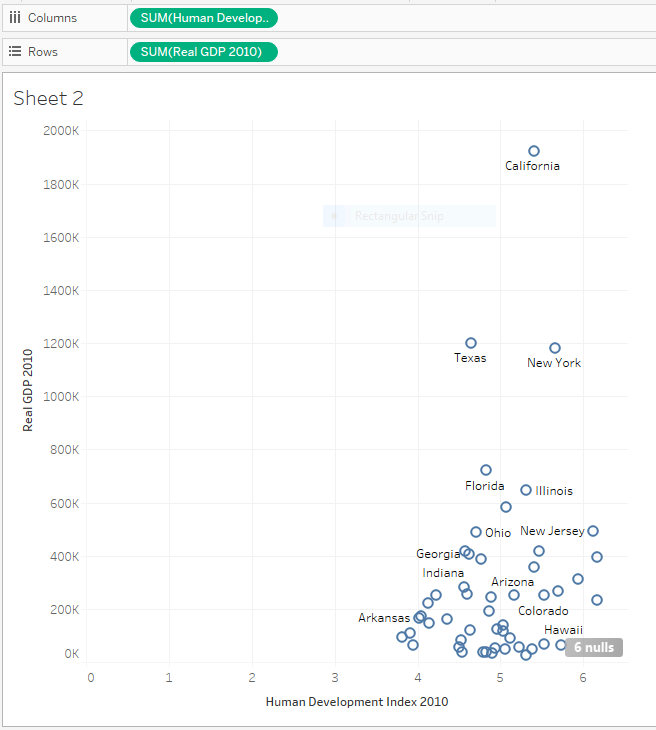 Columns SUM(Human Develop..
Rows SUM(Real GDP 2010)
Sheet 2
2000K
California
1800K
Rectangular Snip
1600K
1400K
1200K
Texas
New York
1000K
Real GDP 2010
800K
Florida
Illinois
600K
Ohio
New Jersey
Georgia
400K
Indiana
Arizona
200K
Colorado
Arkansas
Hawaii
6 nulls
0K
0 1 2 3 4 5 6
Human Development Index 2010